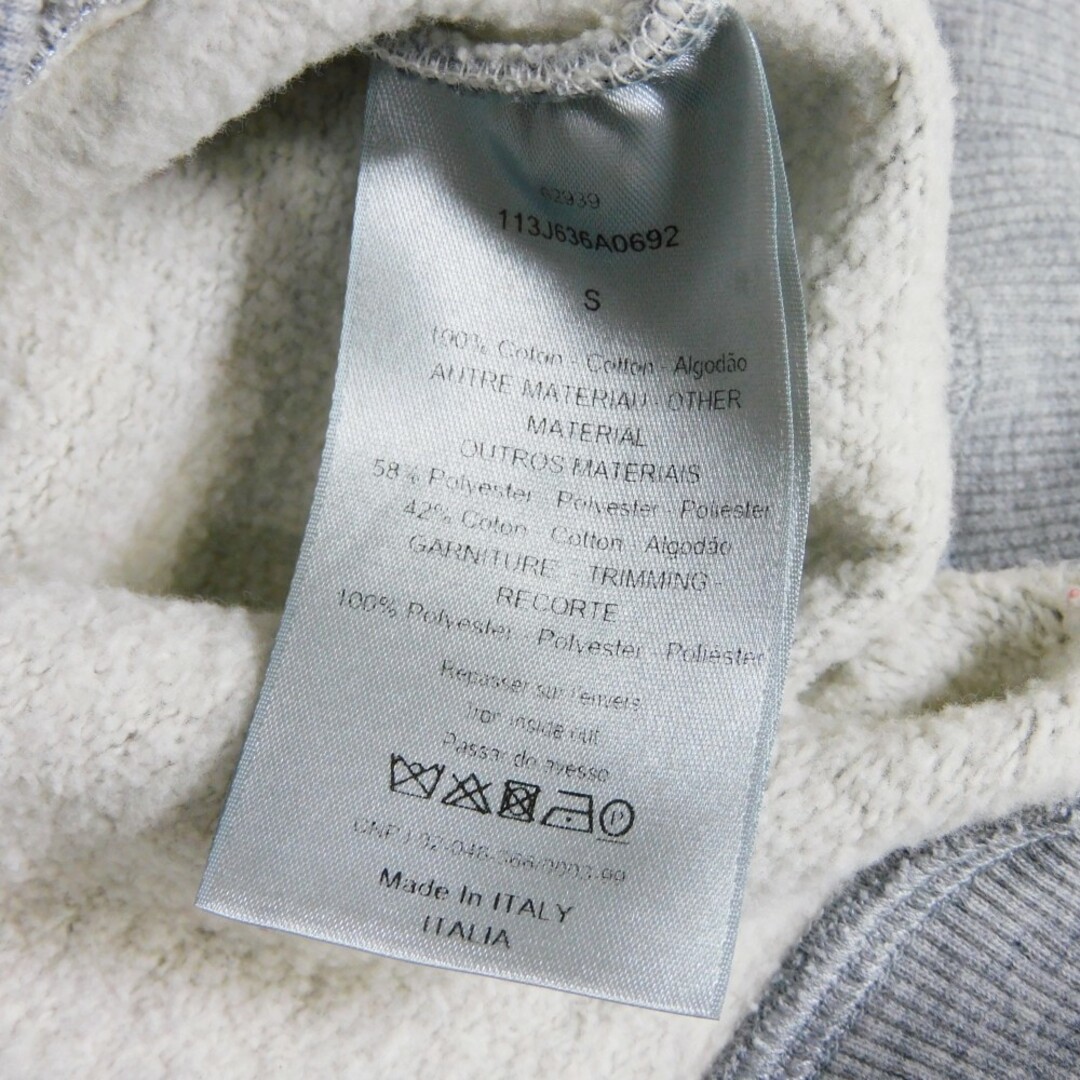 62939
113J636A0692
S
100% Coton - Cotton - Algodão
AUTRE MATERIAU - OTHER
MATERIAL
OUTROS MATERIAIS
58% Polyester - Polyester - Poliester
42% Coton - Cotton - Algodão
GARNITURE - TRIMMING -
RECORTE
100% Polyester - Polyester - Poliester
Repasser sur l'envers
Iron inside out
Passar do avesso
P
Made In ITALY
ITALIA